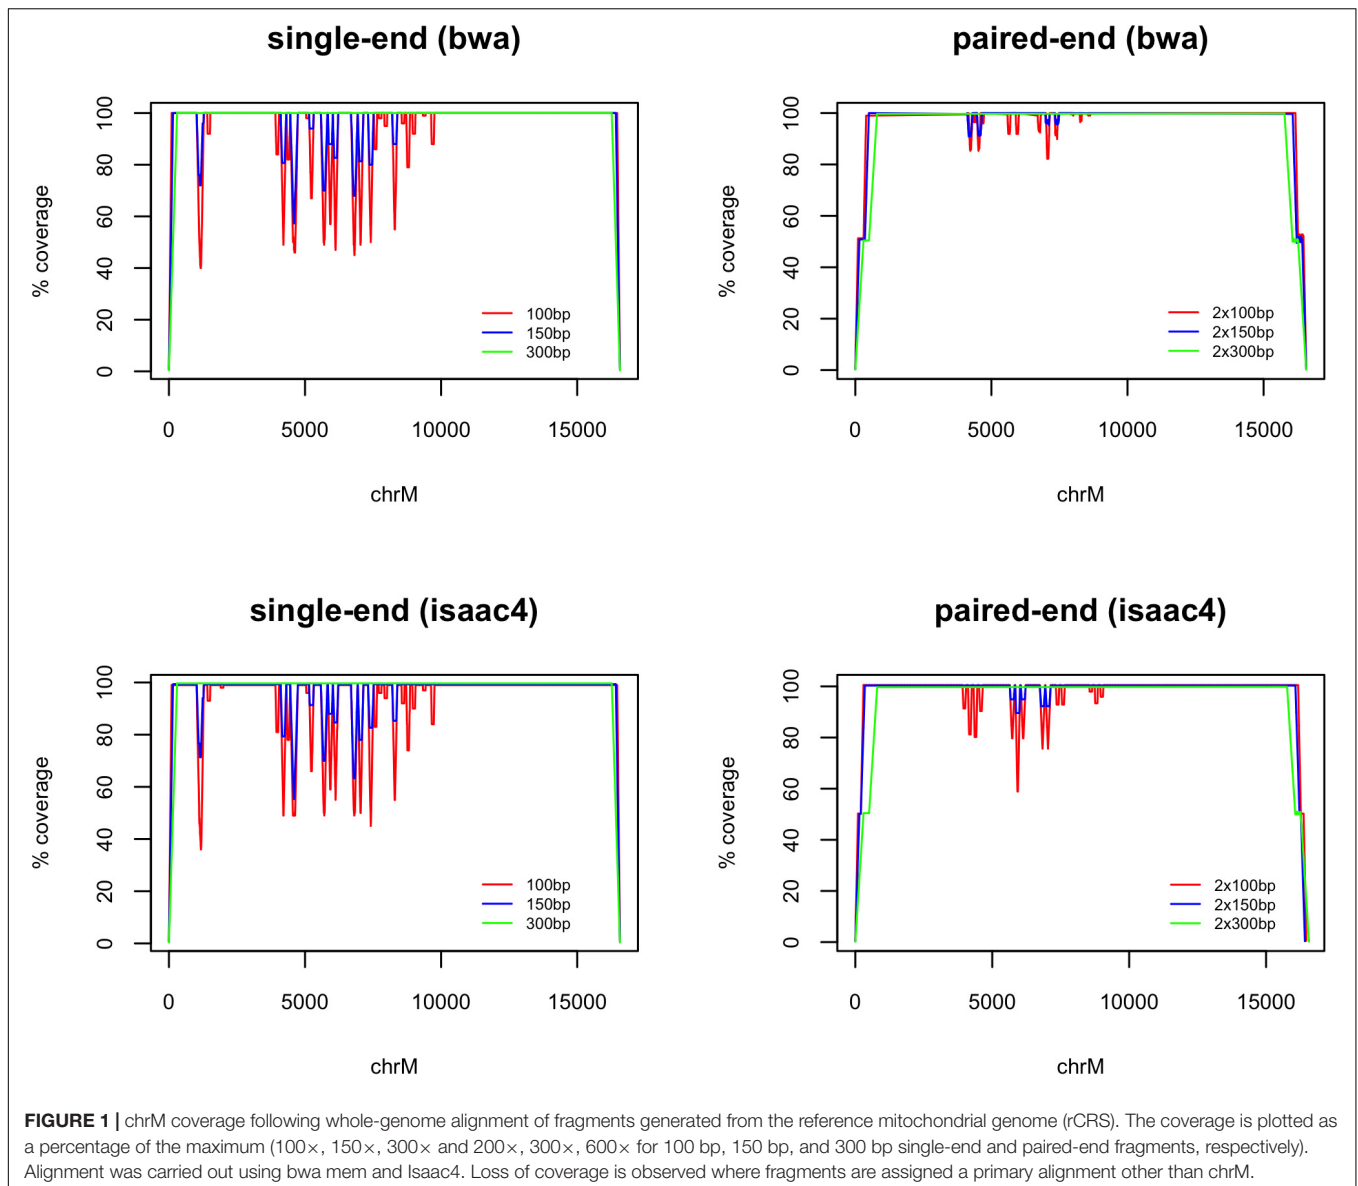 single-end (bwa)
% coverage
100
80
60
40
20
0
100bp
150bp
300bp
0 5000 10000 15000
chrM
paired-end (bwa)
% coverage
100
80
60
40
20
0
2x100bp
2x150bp
2x300bp
0 5000 10000 15000
chrM
single-end (isaac4)
% coverage
100
80
60
40
20
0
100bp
150bp
300bp
0 5000 10000 15000
chrM
paired-end (isaac4)
% coverage
100
80
60
40
20
0
2x100bp
2x150bp
2x300bp
0 5000 10000 15000
chrM
FIGURE 1 | chrM coverage following whole-genome alignment of fragments generated from the reference mitochondrial genome (rCRS). The coverage is plotted as
a percentage of the maximum (100×, 150×, 300× and 200×, 300×, 600× for 100 bp, 150 bp, and 300 bp single-end and paired-end fragments, respectively).
Alignment was carried out using bwa mem and Isaac4. Loss of coverage is observed where fragments are assigned a primary alignment other than chrM.